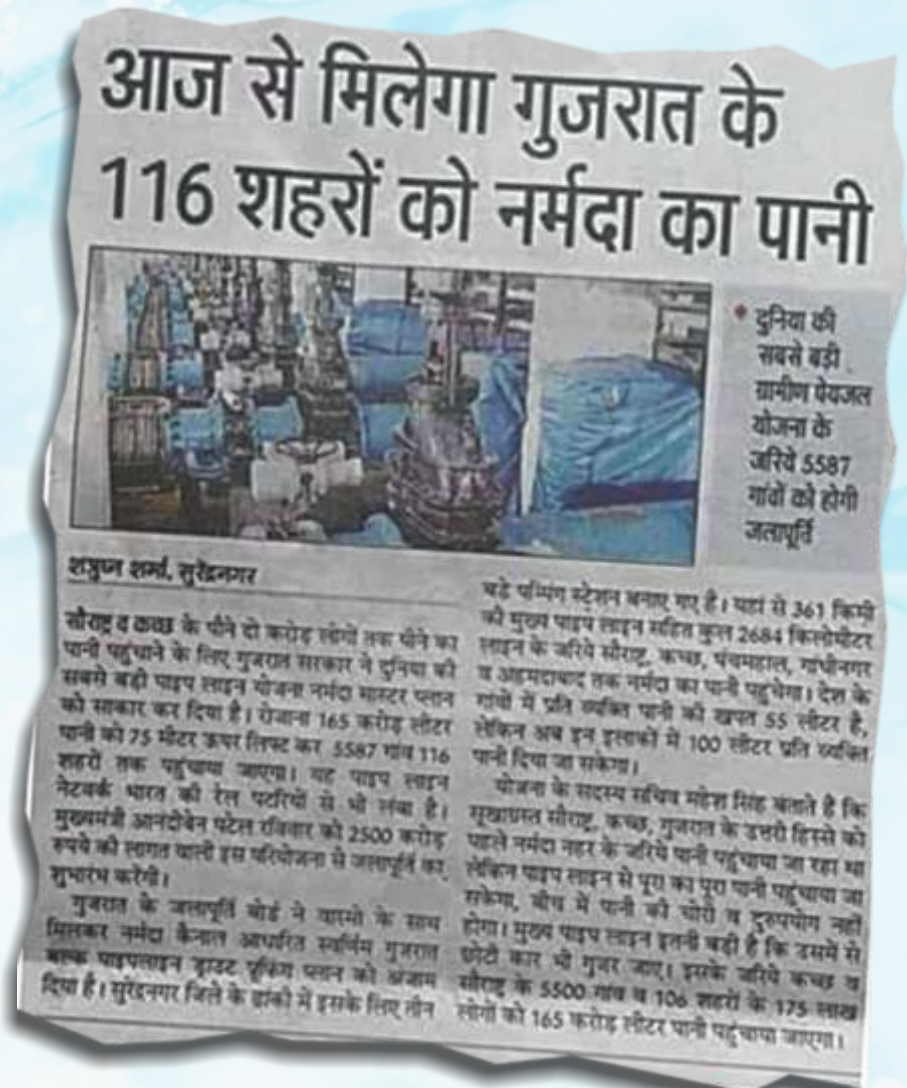 आज से मिलेगा गुजरात के
116 शहरों को नर्मदा का पानी
दुनिया की
सबसे बड़ी
ग्रामीण पेयजल
योजना के
जरिये 5587
गांवों को होगी
जलापूर्ति
शत्रुघ्न शर्मा, सुरेंद्रनगर
सौराष्ट्र व कच्छ के पौने दो करोड़ लोगों तक पीने का
पानी पहुंचाने के लिए गुजरात सरकार ने दुनिया की
सबसे बड़ी पाइप लाइन योजना नर्मदा मास्टर प्लान
को साकार कर दिया है। रोजाना 165 करोड़ लीटर
पानी को 75 मीटर ऊपर लिफ्ट कर 5587 गांव 116
शहरों तक पहुंचाया जाएगा। यह पाइप लाइन
नेटवर्क भारत की रेल पटरियों से भी लंबा है।
मुख्यमंत्री आनंदीबेन पटेल रविवार को 2500 करोड़
रुपये की लागत वाली इस परियोजना से जलापूर्ति का
शुभारंभ करेंगी।
गुजरात के जलापूर्ति बोर्ड ने वास्मो के साथ
मिलकर नर्मदा कैनाल आधारित स्वर्णिम गुजरात
बल्क पाइपलाइन ड्राउट प्रूफिंग प्लान को अंजाम
दिया है। सुरेंद्रनगर जिले के ढांकी में इसके लिए तीन
बड़े पम्पिंग स्टेशन बनाए गए है। यहां से 361 किमी
की मुख्य पाइप लाइन सहित कुल 2684 किलोमीटर
लाइन के जरिये सौराष्ट्र, कच्छ, पंचमहाल, गांधीनगर
व अहमदाबाद तक नर्मदा का पानी पहुंचेगा। देश के
गांवों में प्रति व्यक्ति पानी की खपत 55 लीटर है,
लेकिन अब इन इलाकों में 100 लीटर प्रति व्यक्ति
पानी दिया जा सकेगा।
योजना के सदस्य सचिव महेश सिंह बताते है कि
सूखाग्रस्त सौराष्ट्र, कच्छ, गुजरात के उत्तरी हिस्से को
पहले नर्मदा नहर के जरिये पानी पहुंचाया जा रहा था
लेकिन पाइप लाइन से पूरा का पूरा पानी पहुंचाया जा
सकेगा, बीच में पानी की चोरी व दुरुपयोग नहीं
होगा। मुख्य पाइप लाइन इतनी बड़ी है कि उसमें से
छोटी कार भी गुजर जाए। इसके जरिये कच्छ व
सौराष्ट्र के 5500 गांव व 106 शहरों के 175 लाख
लोगों को 165 करोड़ लीटर पानी पहुंचाया जाएगा।